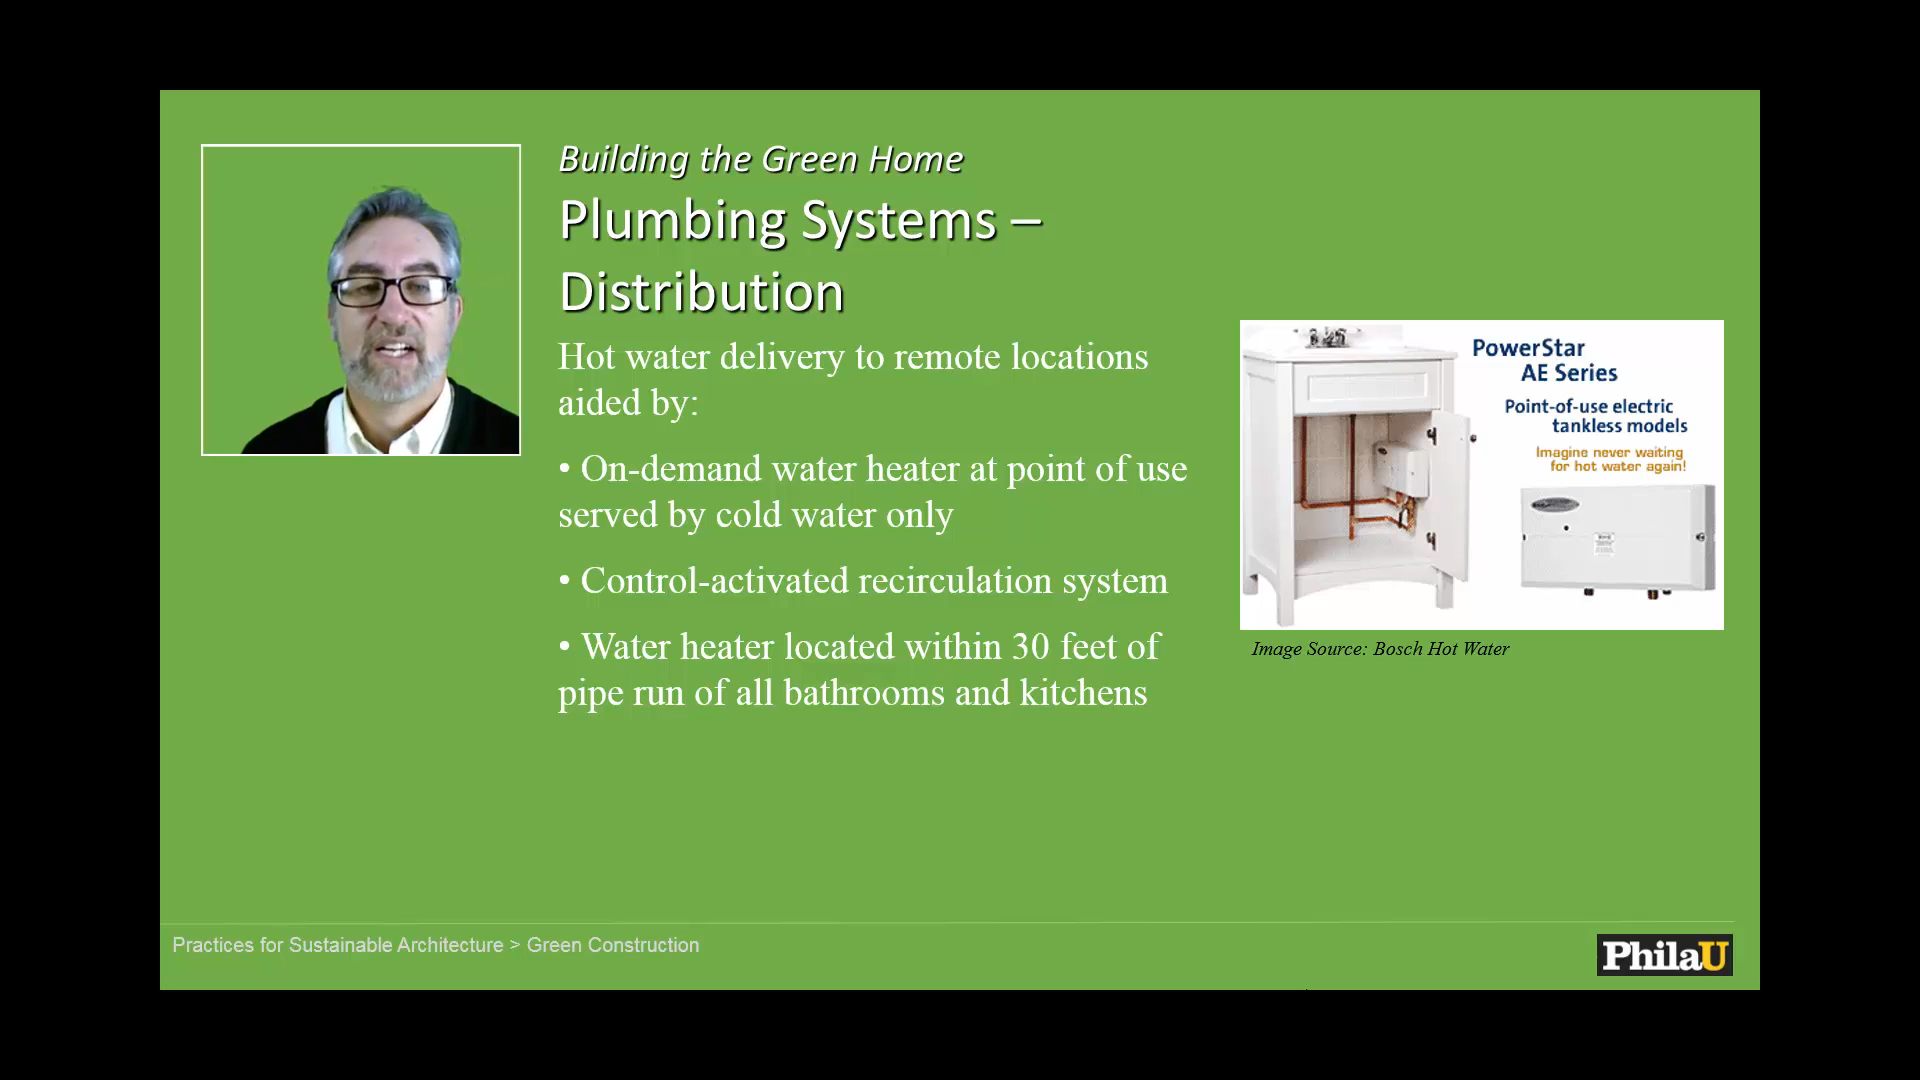 Building the Green Home
Plumbing Systems –
Distribution
Hot water delivery to remote locations
aided by:
• On-demand water heater at point of use
served by cold water only
• Control-activated recirculation system
• Water heater located within 30 feet of
pipe run of all bathrooms and kitchens
PowerStar
AE Series
Point-of-use electric
tankless models
Imagine never waiting
for hot water again!
Image Source: Bosch Hot Water
Practices for Sustainable Architecture > Green Construction
PhilaU